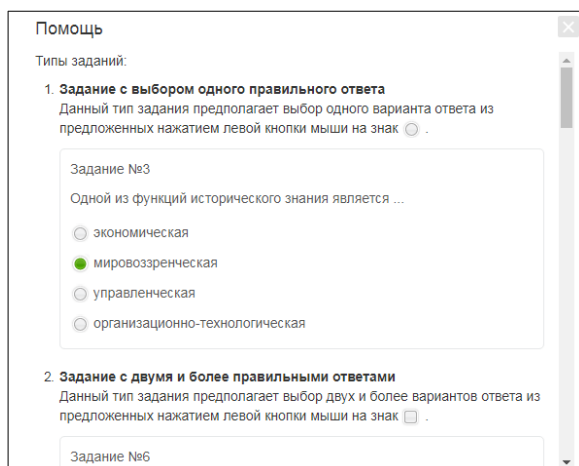 Помощь
Типы заданий:
1. Задание с выбором одного правильного ответа
Данный тип задания предполагает выбор одного варианта ответа из
предложенных нажатием левой кнопки мыши на знак .
Задание №3
Одной из функций исторического знания является ...
экономическая
мировоззренческая
управленческая
организационно-технологическая
2. Задание с двумя и более правильными ответами
Данный тип задания предполагает выбор двух и более вариантов ответа из
предложенных нажатием левой кнопки мыши на знак .
Задание №6